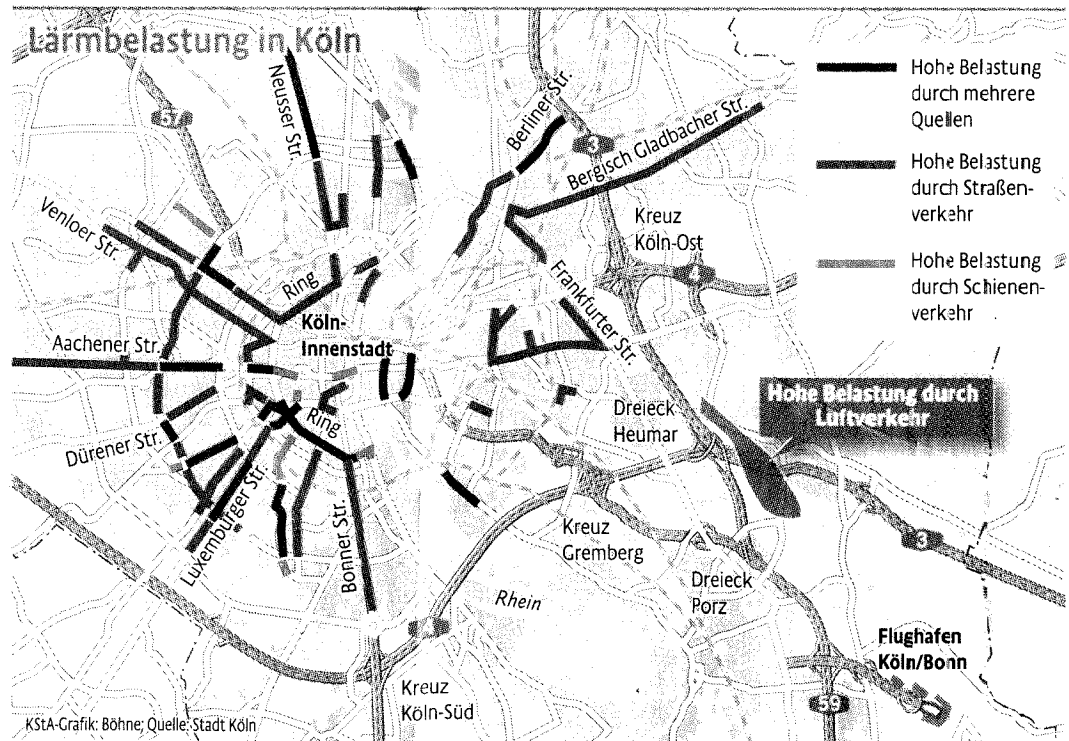 Lärmbelastung in Köln
Neusser Str.
57
Berliner Str.
3
Bergisch Gladbacher Str.
Hohe Belastung
durch mehrere
Quellen
Hohe Belastung
durch Straßen-
verkehr
Hohe Belastung
durch Schienen-
verkehr
Venloer Str.
Ring
Kreuz
Köln-Ost
4
Frankfurter Str.
Köln-
Innenstadt
Aachener Str.
Hohe Belastung durch
Luftverkehr
Ring
Dreieck
Heumar
Dürener Str.
Luxemburger Str.
Bonner Str.
Kreuz
Gremberg
3
Rhein
Dreieck
Porz
Flughafen
Köln/Bonn
Kreuz
Köln-Süd
59
KStA-Grafik: Böhne; Quelle: Stadt Köln